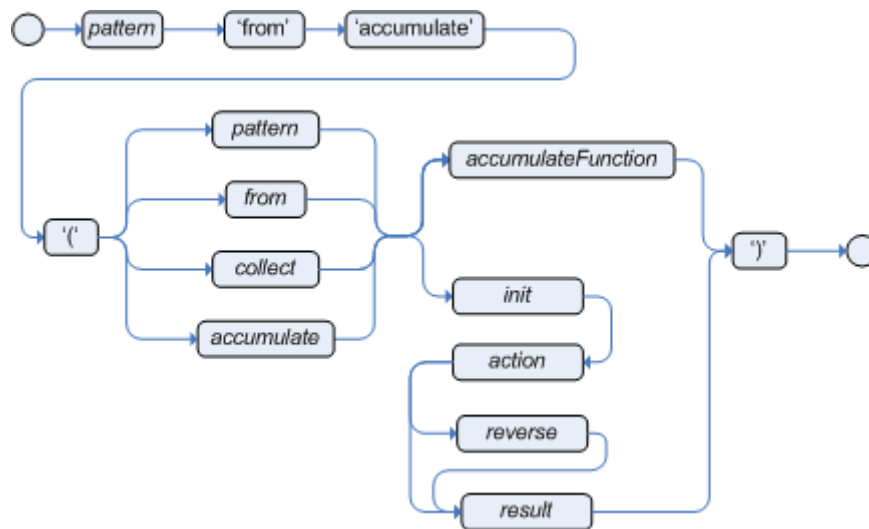 pattern ‘from’ ‘accumulate’
pattern
accumulateFunction
from
‘(‘
‘)’
collect
init
accumulate
action
reverse
result